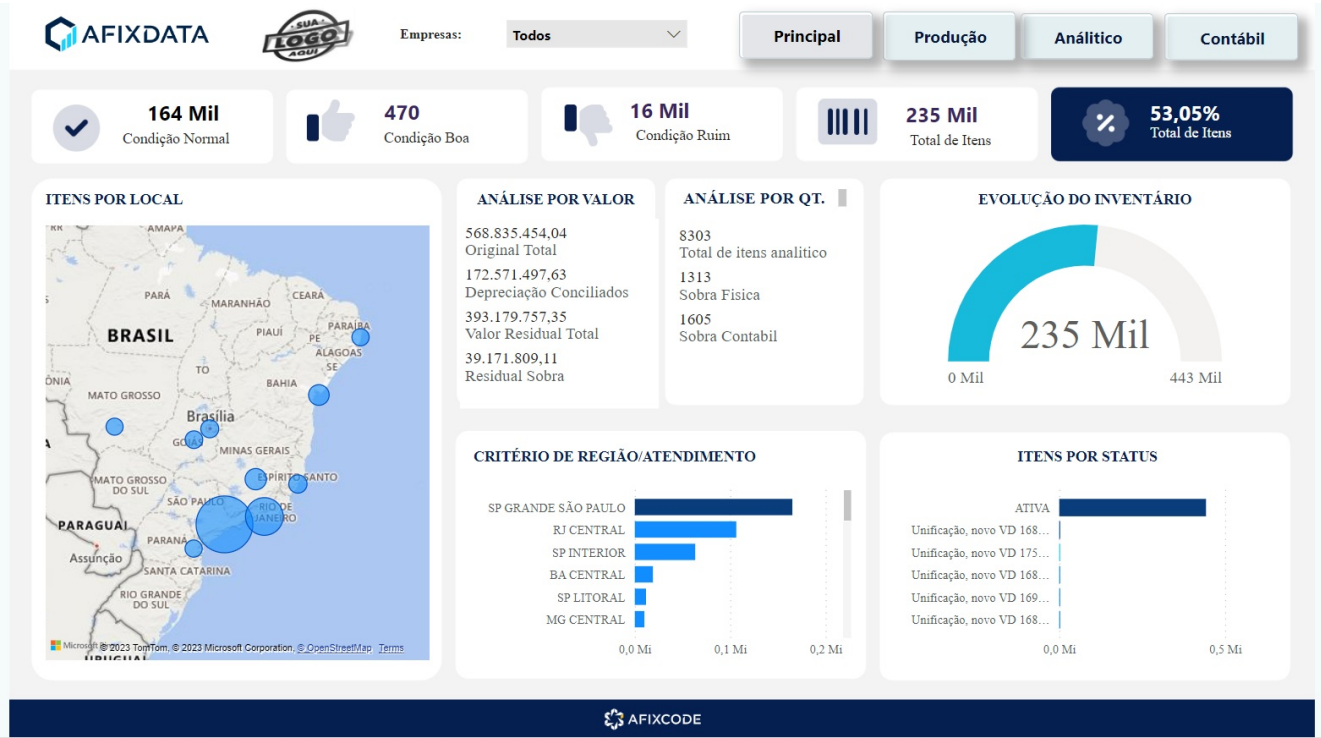 AFIXDATA
SUA
LOGO
AQUI
Empresas:
Todos
Principal
Produção
Análitico
Contábil
164 Mil
Condição Normal
470
Condição Boa
16 Mil
Condição Ruim
235 Mil
Total de Itens
53,05%
Total de Itens
ITENS POR LOCAL
RR
AMAPÁ
PARÁ
MARANHÃO
CEARÁ
BRASIL
PIAUÍ
PARAÍBA
PE
ALAGOAS
TO
SE
ÔNIA
BAHIA
MATO GROSSO
Brasília
GOIÁS
MINAS GERAIS
MATO GROSSO
DO SUL
ESPÍRITO SANTO
SÃO PAULO
RIO DE
JANEIRO
PARAGUAI
PARANÁ
Assunção
SANTA CATARINA
RIO GRANDE
DO SUL
Microsoft
© 2023 TomTom, © 2023 Microsoft Corporation, © OpenStreetMap Terms
URUGUAI
ANÁLISE POR VALOR
568.835.454,04
Original Total
172.571.497,63
Depreciação Conciliados
393.179.757,35
Valor Residual Total
39.171.809,11
Residual Sobra
ANÁLISE POR QT.
8303
Total de itens analitico
1313
Sobra Fisica
1605
Sobra Contabil
EVOLUÇÃO DO INVENTÁRIO
235 Mil
0 Mil
443 Mil
CRITÉRIO DE REGIÃO/ATENDIMENTO
SP GRANDE SÃO PAULO
RJ CENTRAL
SP INTERIOR
BA CENTRAL
SP LITORAL
MG CENTRAL
0,0 Mi
0,1 Mi
0,2 Mi
ITENS POR STATUS
ATIVA
Unificação, novo VD 168...
Unificação, novo VD 175...
Unificação, novo VD 168...
Unificação, novo VD 169...
Unificação, novo VD 168...
0,0 Mi
0,5 Mi
AFIXCODE